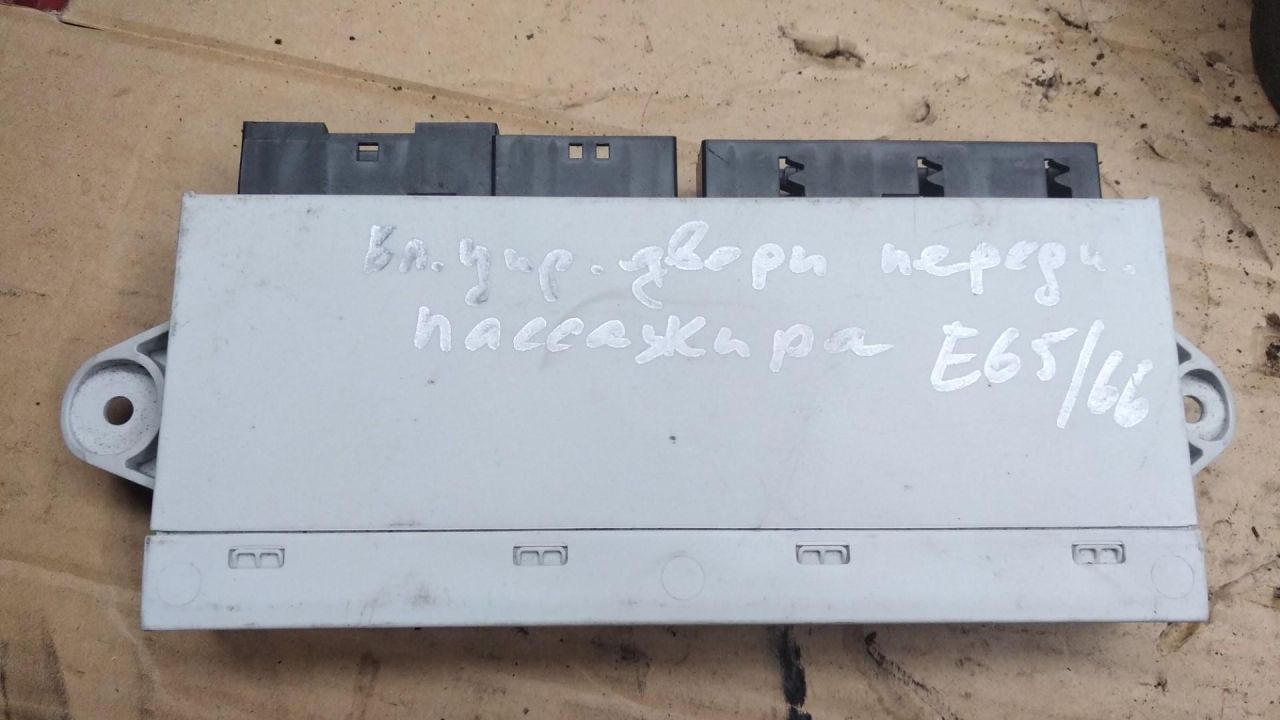 бл. упр. двери передн.
пассажира E65/66